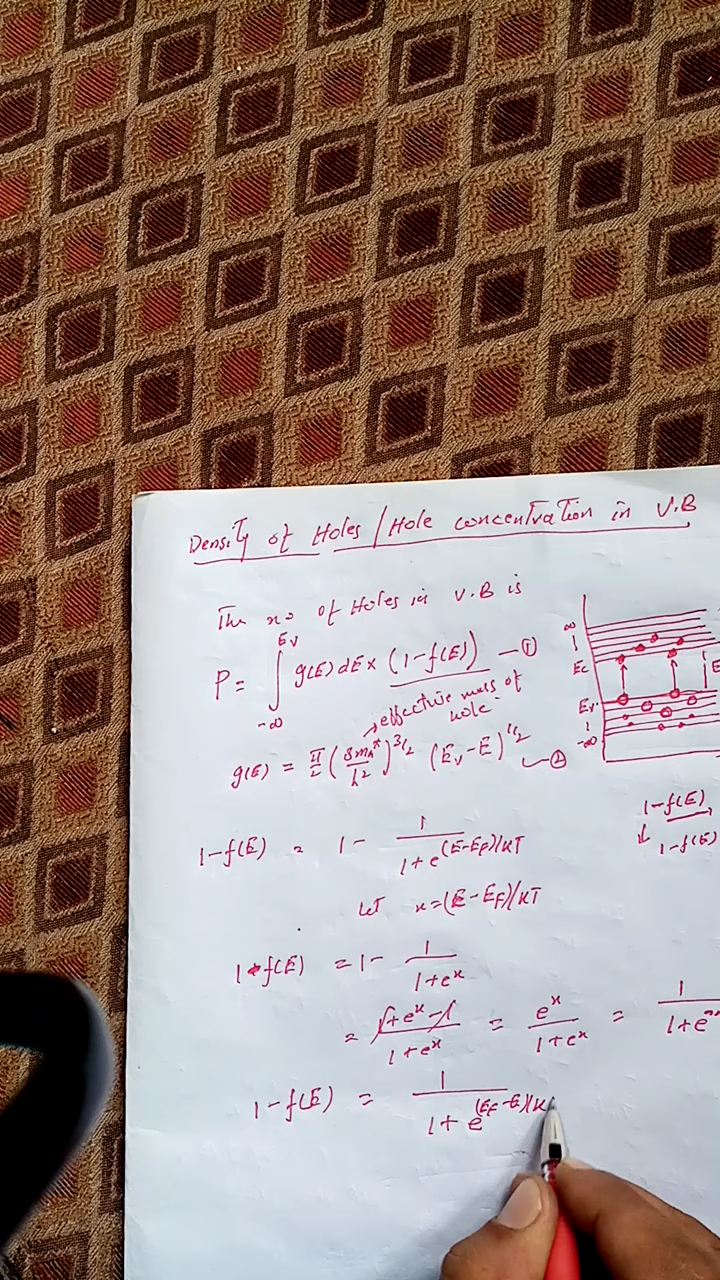 Density of Holes / Hole concentration in V.B
The no of Holes in V.B is
P = ∫_{-∞}^{Ev} g(E) dE × (1-f(E)) — ①
→ effective mass of
hole
g(E) = π/2 (8m_h*/h²)^{3/2} (Ev - E)^{1/2} — ②
∞
Ec
Ev
-∞
E
1-f(E)
↓ 1-f(E)
1-f(E) = 1 - 1/(1+e^{(E-EF)/KT})
Let x = (E - EF)/KT
1-f(E) = 1 - 1/(1+e^x)
= (1+e^x-1)/(1+e^x) = e^x/(1+e^x) = 1/(1+e^-x
1-f(E) = 1/(1+e^{(EF-E)/K